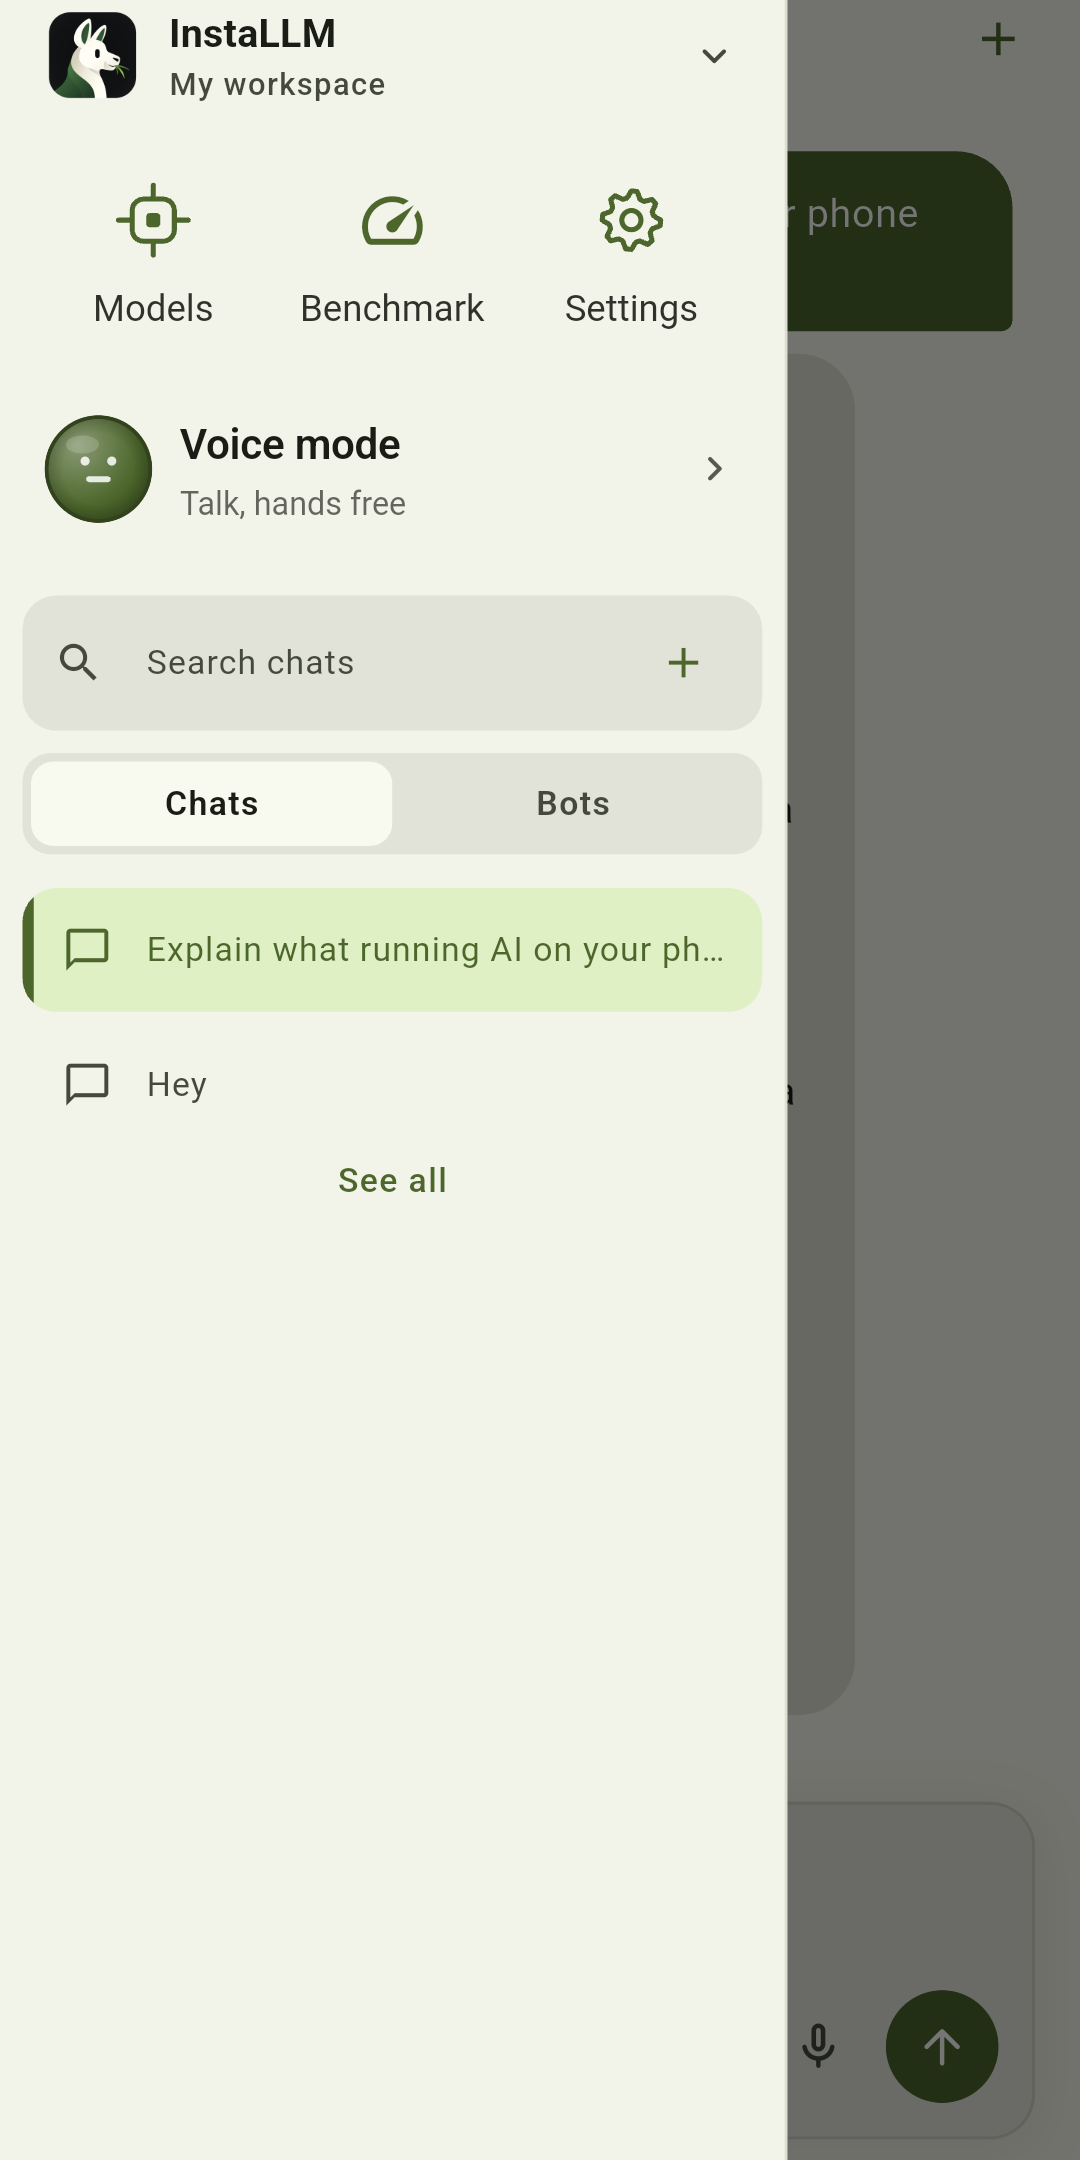 InstaLLM
My workspace
Models
Benchmark
Settings
Voice mode
Talk, hands free
Search chats
Chats
Bots
Explain what running AI on your ph...
Hey
See all
phone